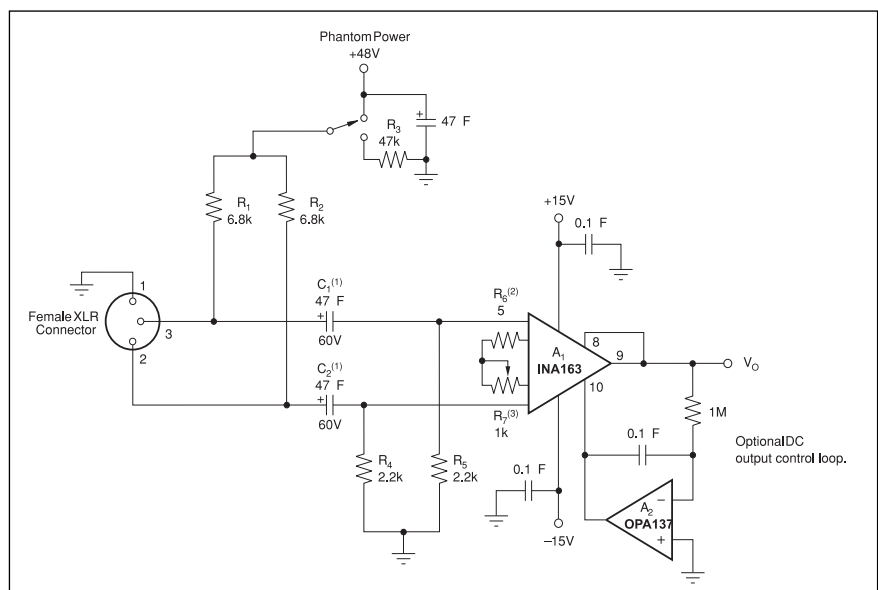 Phantom Power
+48V
+
47 F
R3
47k
R1
6.8k
R2
6.8k
+15V
0.1 F
1
Female XLR
Connector
3
2
C1(1)
+ 47 F
60V
C2(1)
+ 47 F
60V
R6(2)
5
A1
INA163
8
9
10
VO
R7(3)
1k
1M
0.1 F
Optional DC
output control loop.
R4
2.2k
R5
2.2k
0.1 F
–15V
A2
OPA137
–
+